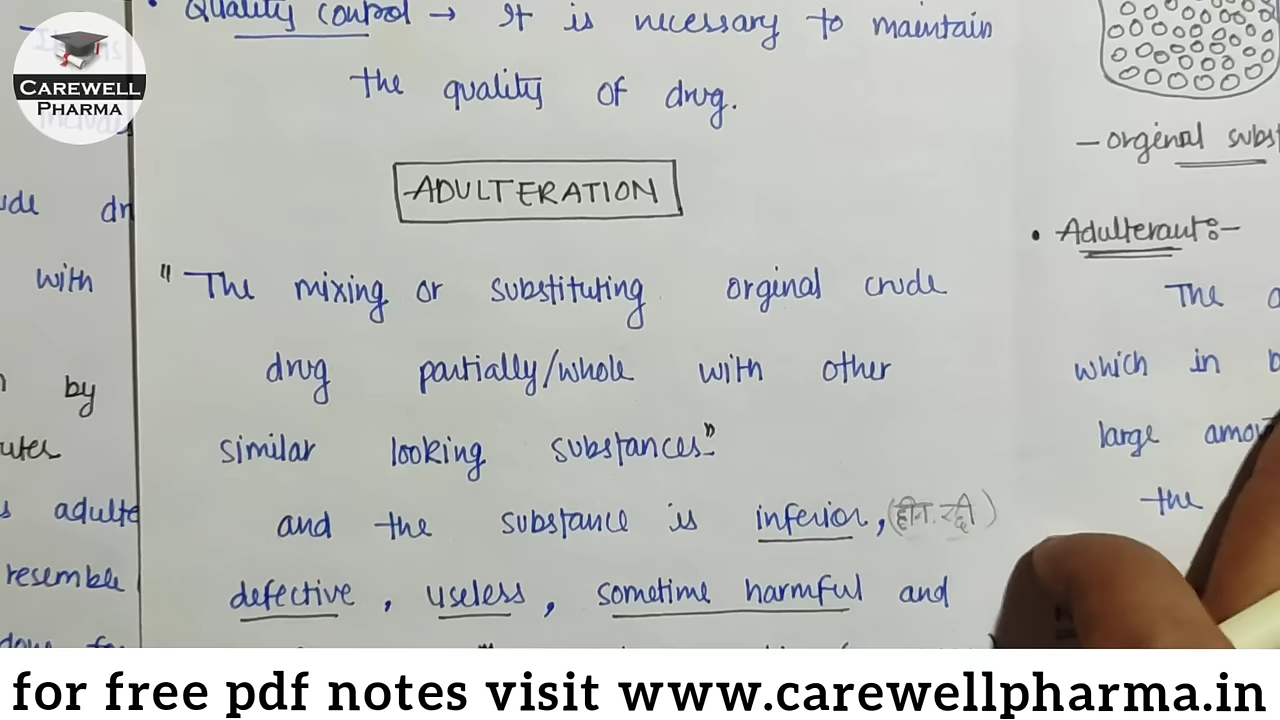 CAREWELL
PHARMA
• Quality control → It is necessary to maintain
the quality of drug.
ADULTERATION
" The mixing or substituting orginal crude
drug partially/whole with other
similar looking substances"
and the substance is inferior, (हीन. रद्दी)
defective, useless, sometime harmful and
with
by
resemble
- orginal subst
• Adulterant :-
The
which in
large
the
for free pdf notes visit www.carewellpharma.in